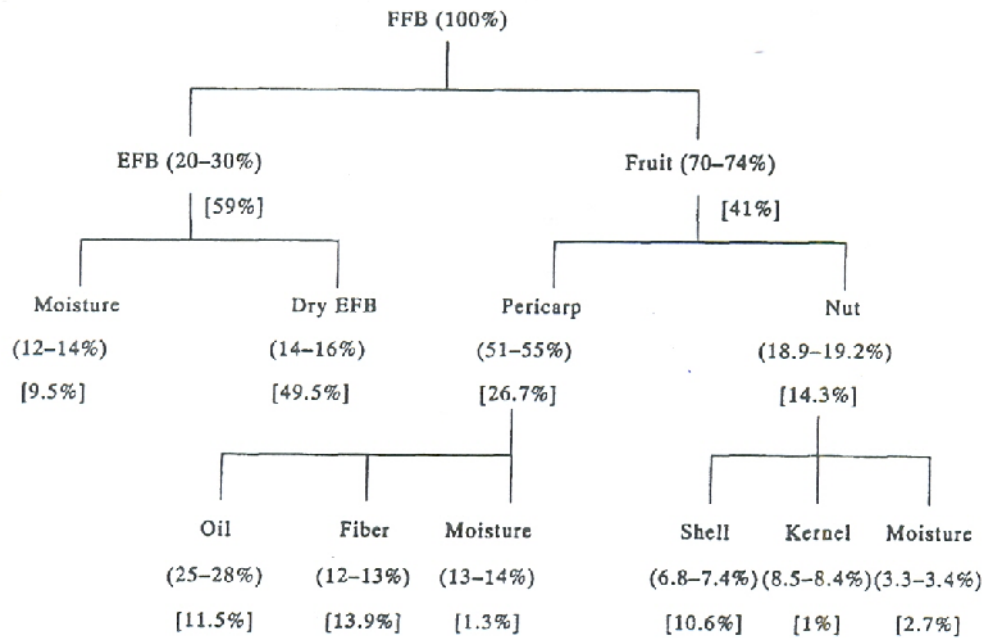 FFB (100%)
EFB (20–30%) Fruit (70–74%)
[59%] [41%]
Moisture Dry EFB Pericarp Nut
(12–14%) (14–16%) (51–55%) (18.9–19.2%)
[9.5%] [49.5%] [26.7%] [14.3%]
Oil Fiber Moisture Shell Kernel Moisture
(25–28%) (12–13%) (13–14%) (6.8–7.4%) (8.5–8.4%) (3.3–3.4%)
[11.5%] [13.9%] [1.3%] [10.6%] [1%] [2.7%]